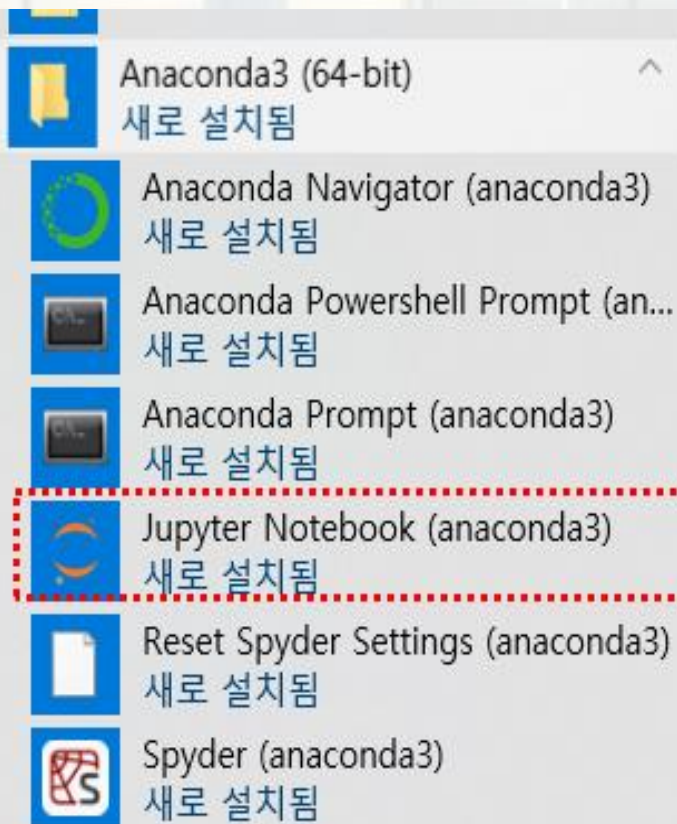 Anaconda3 (64-bit)
새로 설치됨
Anaconda Navigator (anaconda3)
새로 설치됨
Anaconda Powershell Prompt (an...
새로 설치됨
Anaconda Prompt (anaconda3)
새로 설치됨
Jupyter Notebook (anaconda3)
새로 설치됨
Reset Spyder Settings (anaconda3)
새로 설치됨
Spyder (anaconda3)
새로 설치됨